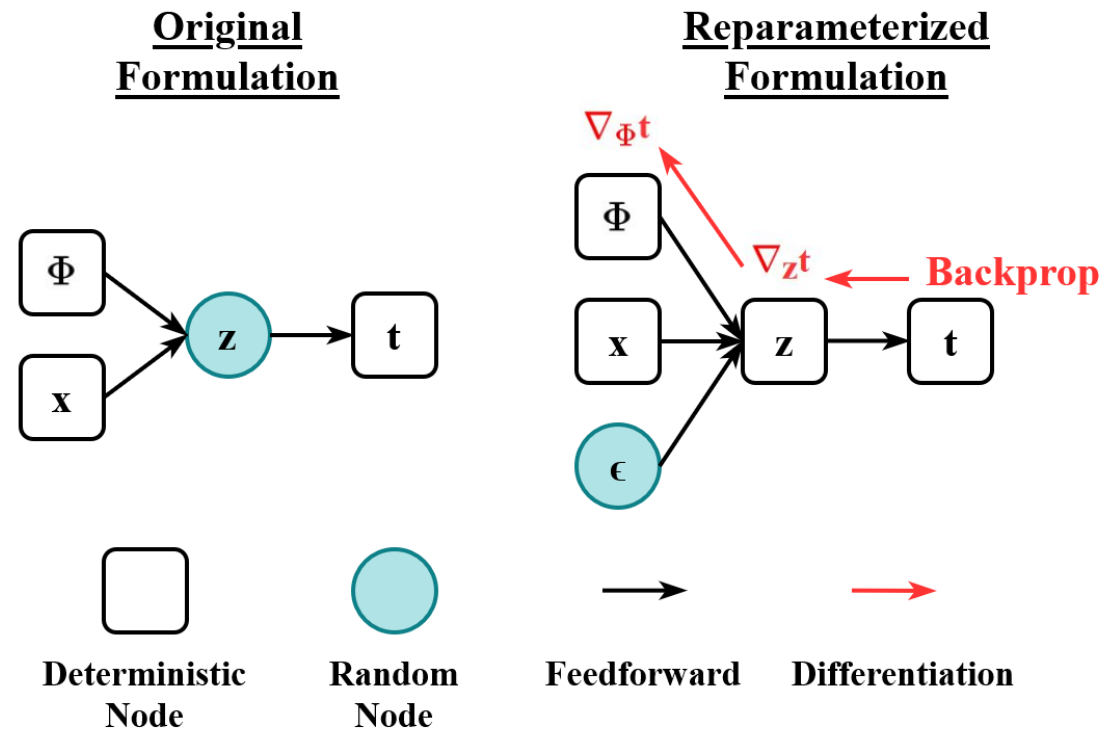 Original
Formulation
Φ
x
z
t
Reparameterized
Formulation
∇Φt
Φ
∇zt
Backprop
x
z
t
ϵ
Deterministic
Node
Random
Node
Feedforward
Differentiation